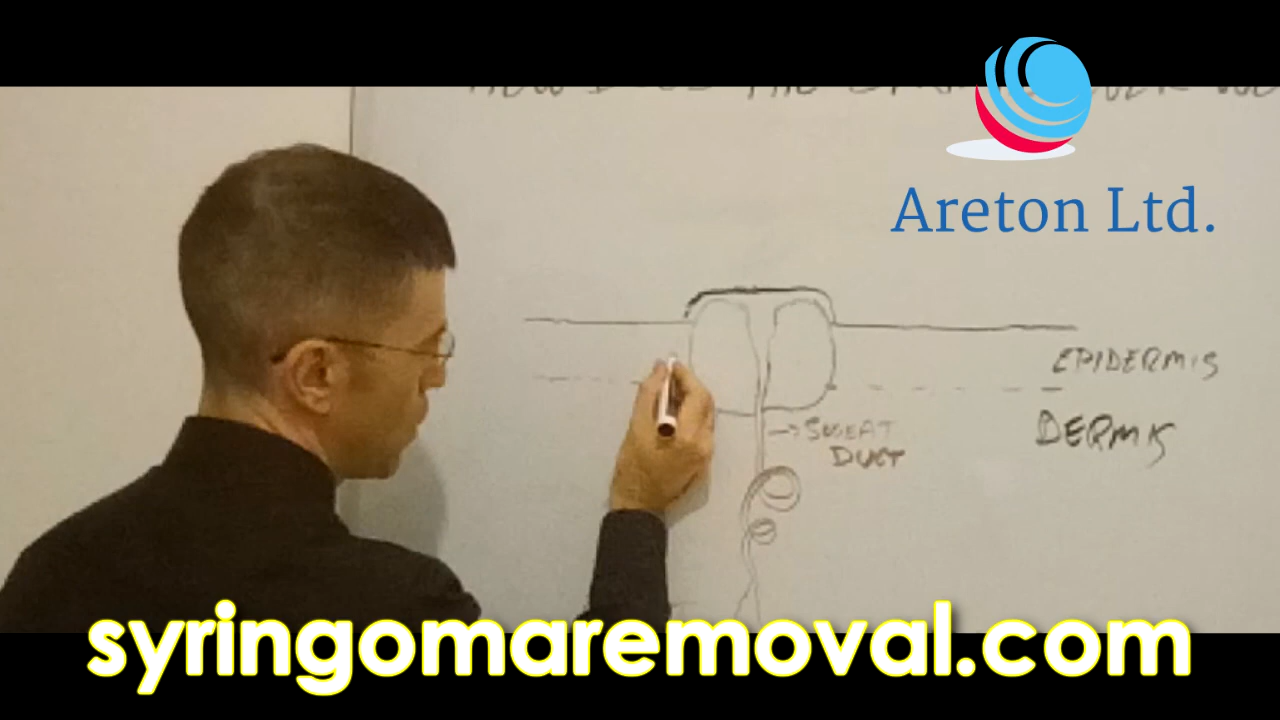 Areton Ltd.
EPIDERMIS
DERMIS
→ SWEAT
DUCT
syringomaremoval.com